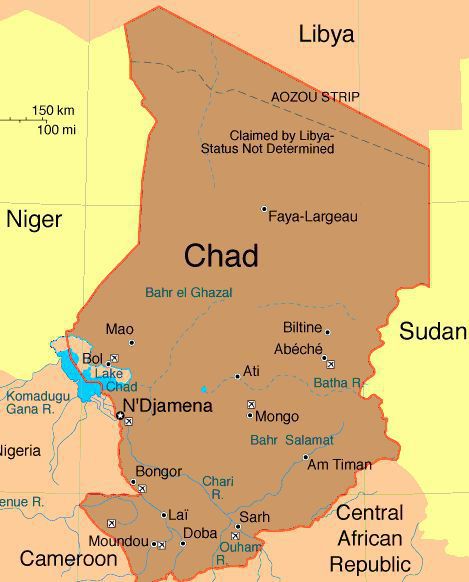 Libya
150 km
100 mi
AOZOU STRIP
Claimed by Libya-
Status Not Determined
Niger
Faya-Largeau
Chad
Bahr el Ghazal
Mao
Biltine
Sudan
Abéché
Bol
Lake
Chad
Ati
Batha R.
Komadugu
Gana R.
N'Djamena
Mongo
Bahr Salamat
Nigeria
Am Timan
Bongor
Chari
R.
enue R.
Laï
Sarh
Doba
Moundou
Ouham
R.
Central
African
Republic
Cameroon